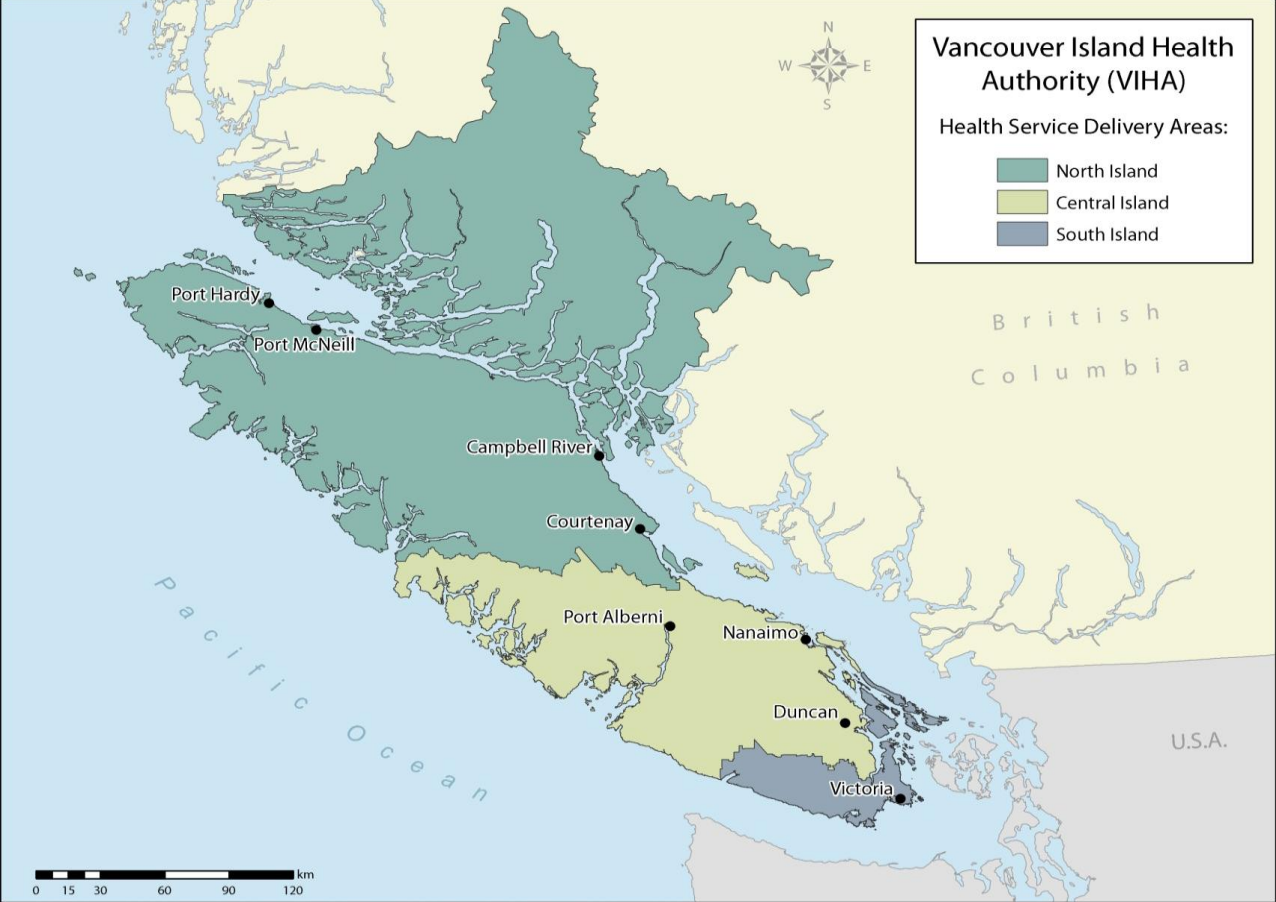 Vancouver Island Health
Authority (VIHA)
Health Service Delivery Areas:
North Island
Central Island
South Island
N
W E
S
British
Columbia
Port Hardy
Port McNeill
Campbell River
Courtenay
Port Alberni
Nanaimo
Duncan
Victoria
Pacific Ocean
U.S.A.
km
0 15 30 60 90 120